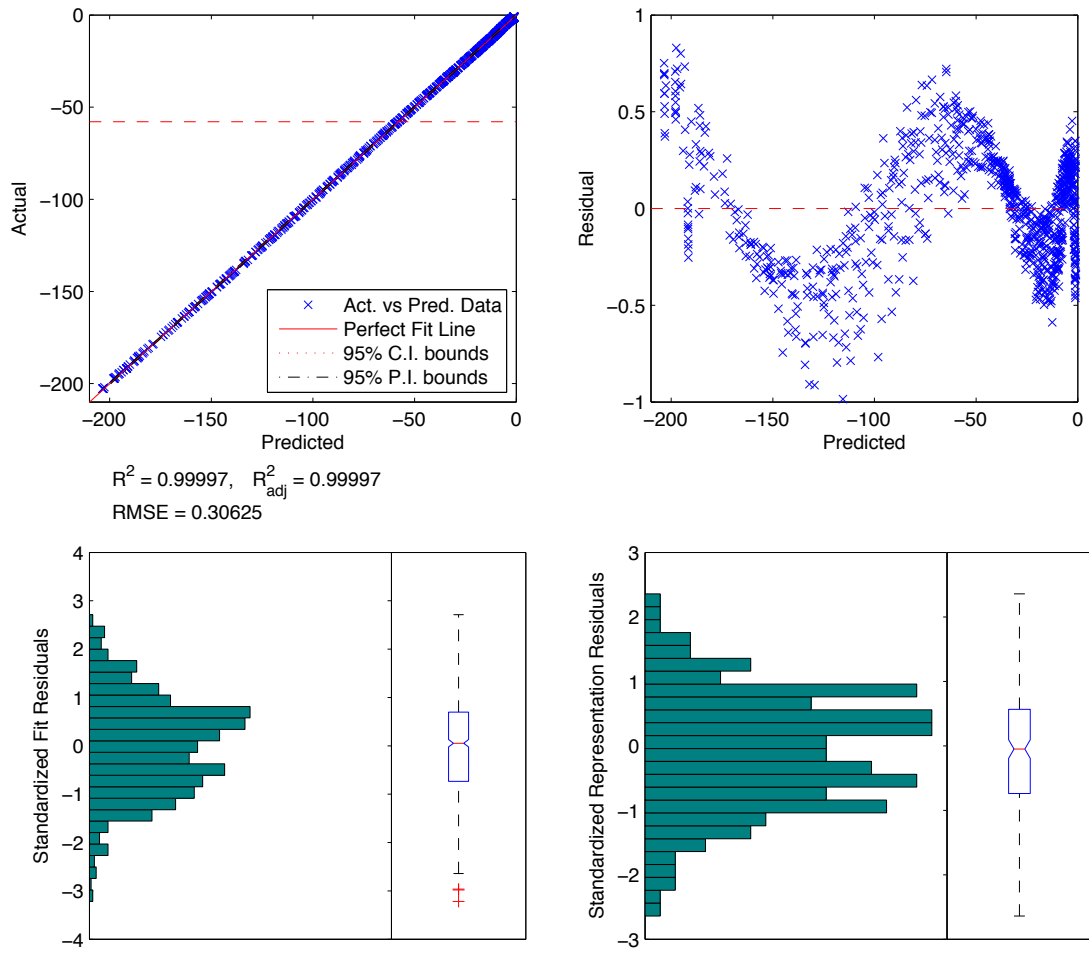 0
−50
−100
−150
−200
Actual
−200 −150 −100 −50 0
Predicted
Act. vs Pred. Data
Perfect Fit Line
95% C.I. bounds
95% P.I. bounds
R² = 0.99997, R²adj = 0.99997
RMSE = 0.30625
1
0.5
0
−0.5
−1
Residual
−200 −150 −100 −50 0
Predicted
4
3
2
1
0
−1
−2
−3
−4
Standardized Fit Residuals
3
2
1
0
−1
−2
−3
Standardized Representation Residuals